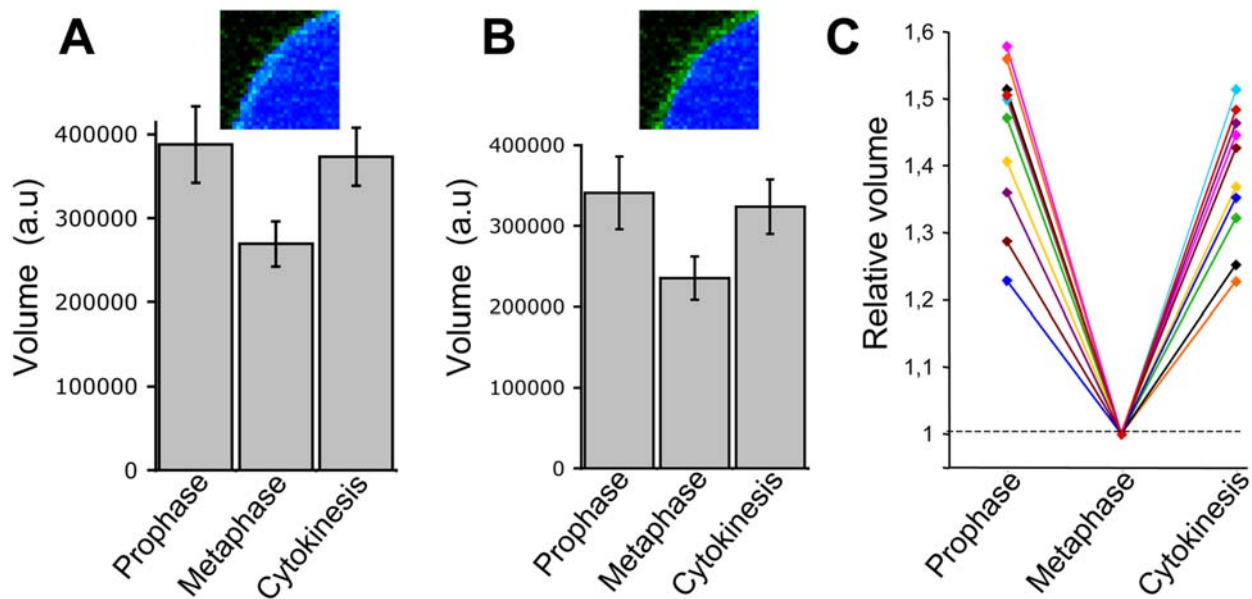 A
B
C
Volume (a.u)
400000
300000
200000
100000
0
Prophase
Metaphase
Cytokinesis
Volume (a.u)
400000
300000
200000
100000
0
Prophase
Metaphase
Cytokinesis
Relative volume
1,6
1,5
1,4
1,3
1,2
1,1
1
Prophase
Metaphase
Cytokinesis